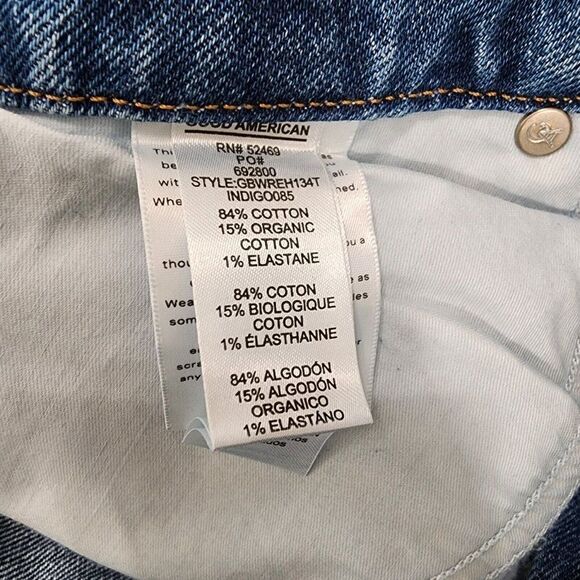 GOOD AMERICAN
RN# 52469
PO#
692800
STYLE:GBWREH134T
INDIGO085
84% COTTON
15% ORGANIC
COTTON
1% ELASTANE
84% COTON
15% BIOLOGIQUE
COTON
1% ÉLASTHANNE
84% ALGODÓN
15% ALGODÓN
ORGANICO
1% ELASTÁNO